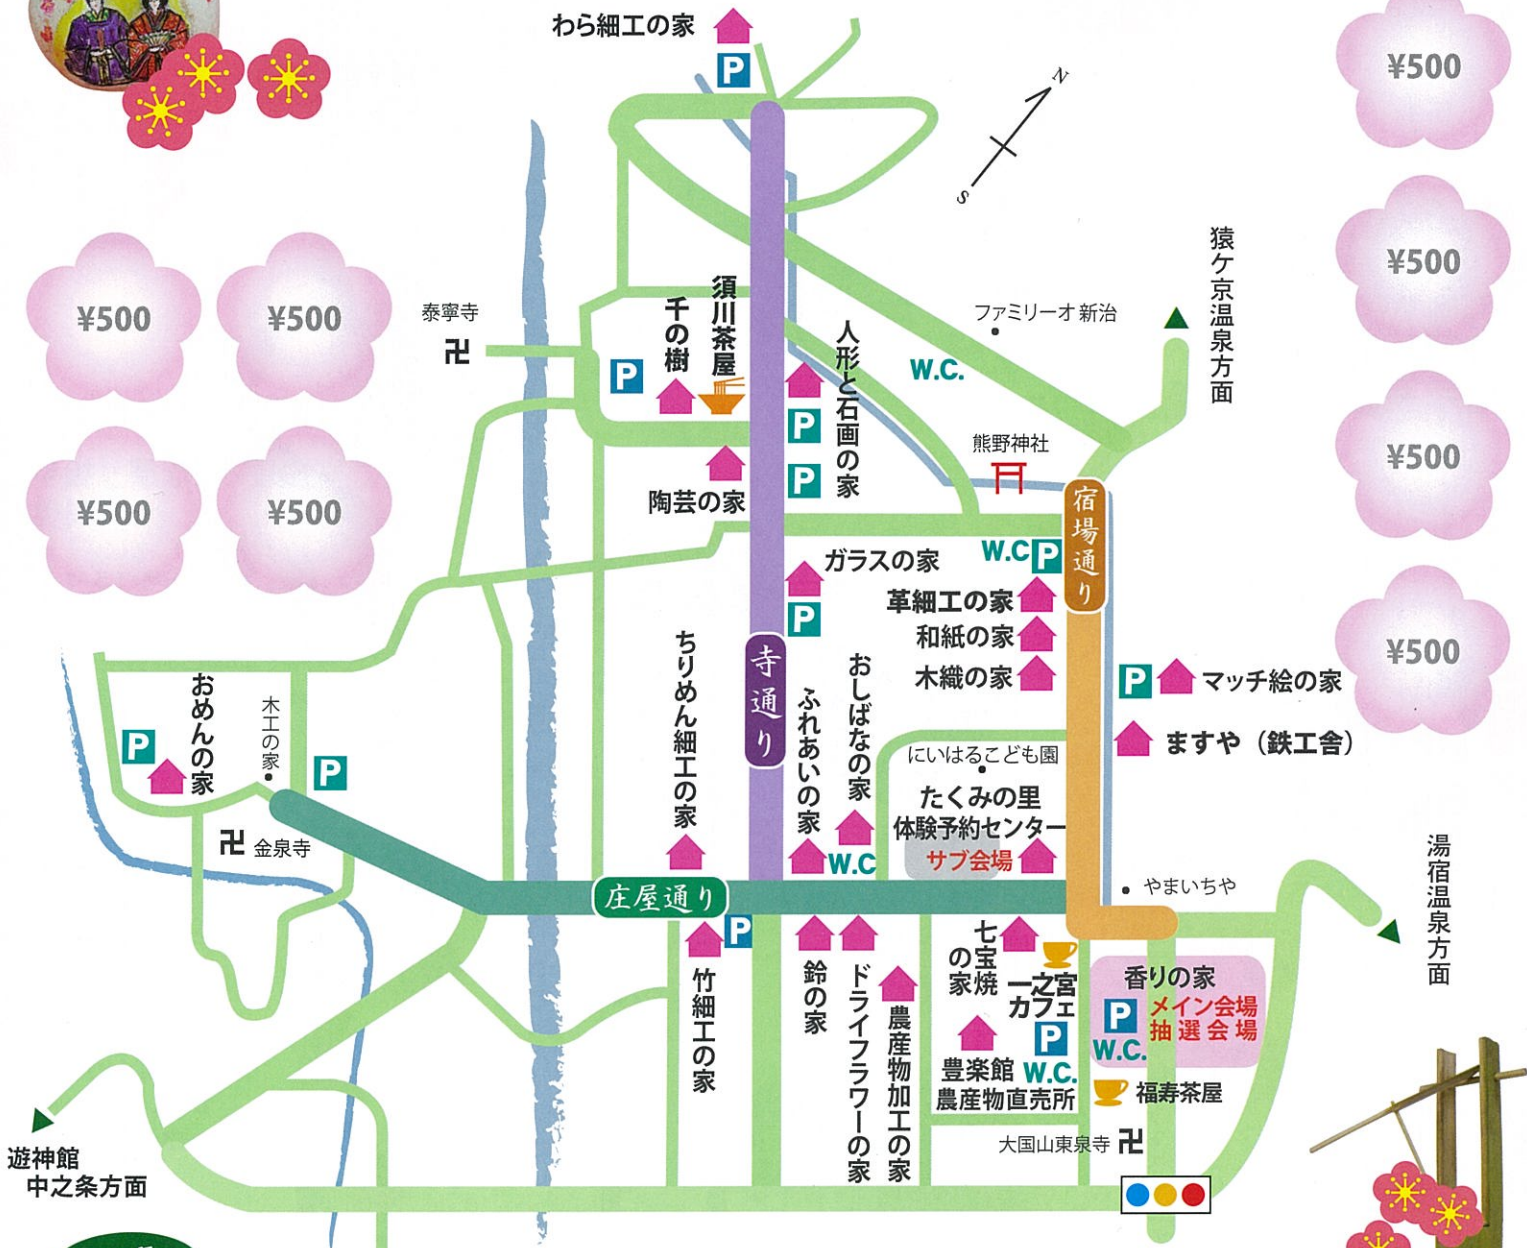 わら細工の家
P
N
S
¥500
¥500
¥500
¥500
¥500
¥500
¥500
¥500
猿ケ京温泉方面
泰寧寺
卍
P
千の樹
須川茶屋
人形と石画の家
P
P
ファミリーオ新治
W.C.
熊野神社
陶芸の家
宿場通り
W.C
P
ガラスの家
P
革細工の家
和紙の家
木織の家
P
マッチ絵の家
ますや（鉄工舎）
寺通り
ちりめん細工の家
ふれあいの家
おしばなの家
W.C
にいはるこども園
たくみの里
体験予約センター
サブ会場
P
おめんの家
木工の家
P
卍
金泉寺
庄屋通り
P
やまいちや
湯宿温泉方面
竹細工の家
鈴の家
ドライフラワーの家
農産物加工の家
七宝焼
の家
一之宮
カフェ
P
W.C.
豊楽館
農産物直売所
香りの家
P
メイン会場
抽選会場
W.C.
福寿茶屋
大国山東泉寺
卍
遊神館
中之条方面